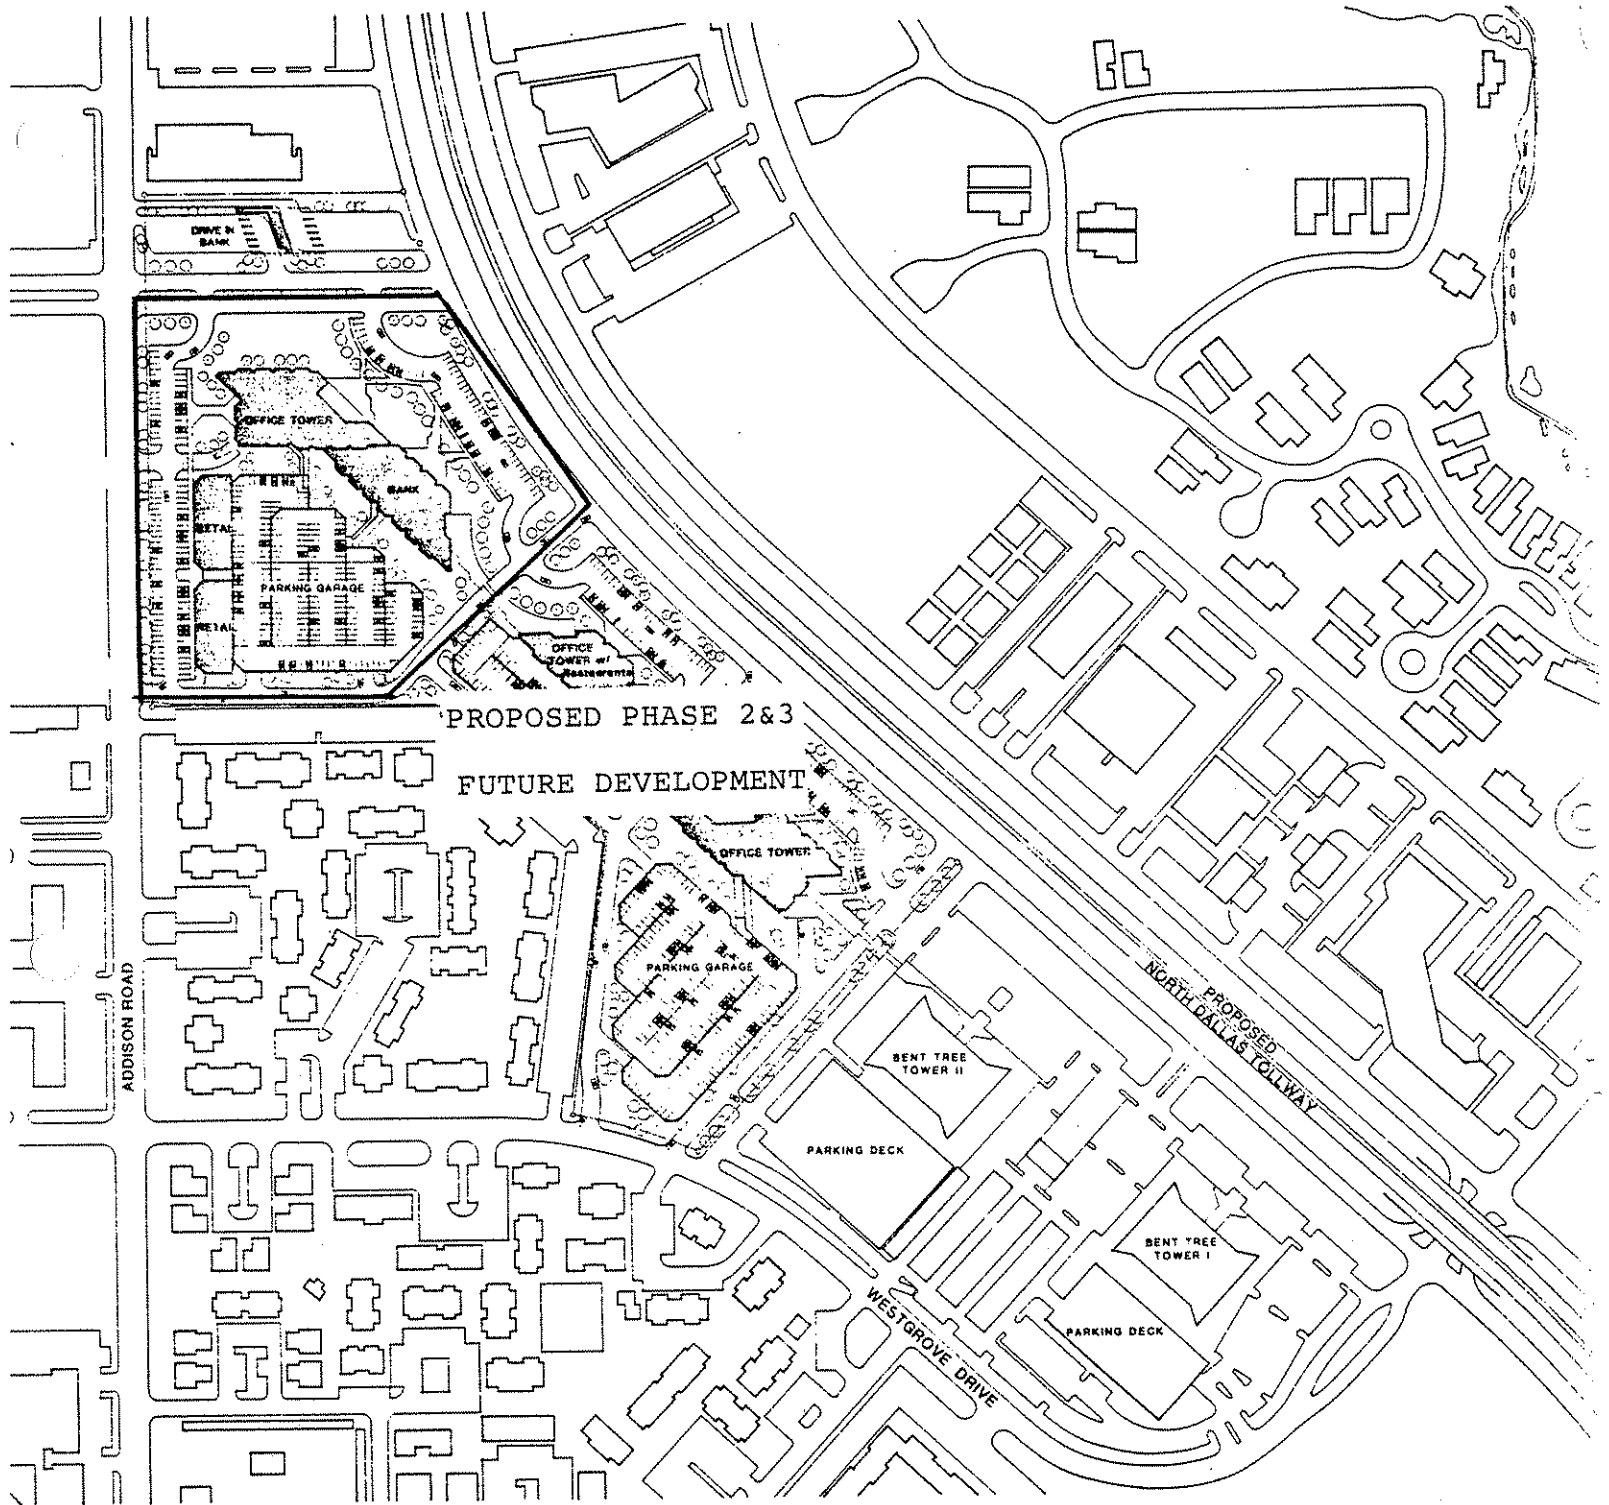 DRIVE IN
BANK
OFFICE TOWER
BANK
RETAIL
PARKING GARAGE
RETAIL
OFFICE
TOWER w/
Restaurants
PROPOSED PHASE 2&3
FUTURE DEVELOPMENT
OFFICE TOWER
PARKING GARAGE
ADDISON ROAD
PROPOSED
NORTH DALLAS TOLLWAY
BENT TREE
TOWER II
PARKING DECK
BENT TREE
TOWER I
PARKING DECK
WESTGROVE DRIVE